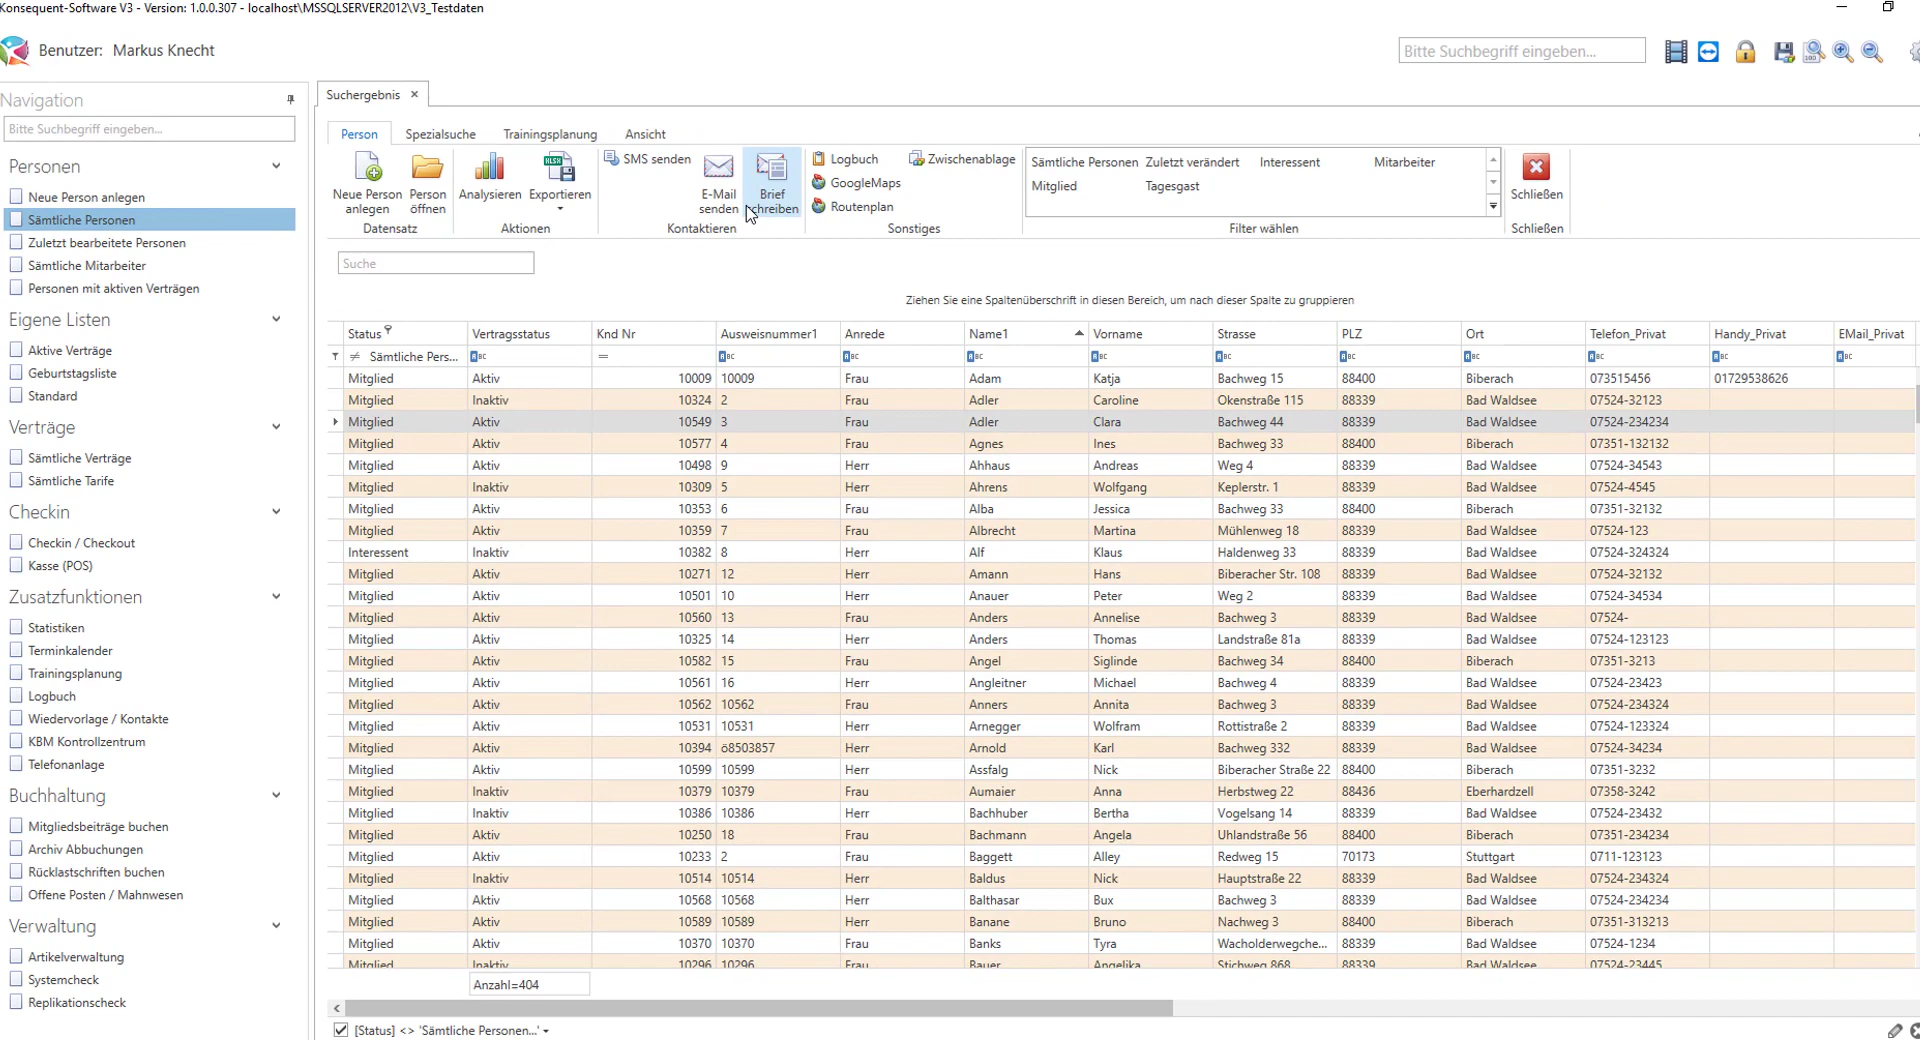 Konsequent-Software V3 - Version: 1.0.0.307 - localhost\MSSQLSERVER2012\V3_Testdaten
Benutzer: Markus Knecht
Bitte Suchbegriff eingeben...
Navigation
Bitte Suchbegriff eingeben...
Personen
Neue Person anlegen
Sämtliche Personen
Zuletzt bearbeitete Personen
Sämtliche Mitarbeiter
Personen mit aktiven Verträgen
Eigene Listen
Aktive Verträge
Geburtstagsliste
Standard
Verträge
Sämtliche Verträge
Sämtliche Tarife
Checkin
Checkin / Checkout
Kasse (POS)
Zusatzfunktionen
Statistiken
Terminkalender
Trainingsplanung
Logbuch
Wiedervorlage / Kontakte
KBM Kontrollzentrum
Telefonanlage
Buchhaltung
Mitgliedsbeiträge buchen
Archiv Abbuchungen
Rücklastschriften buchen
Offene Posten / Mahnwesen
Verwaltung
Artikelverwaltung
Systemcheck
Replikationscheck
Suchergebnis
Person Spezialsuche Trainingsplanung Ansicht
Neue Person anlegen
Person öffnen
Datensatz
Analysieren
Exportieren
Aktionen
SMS senden
E-Mail senden
Brief schreiben
Kontaktieren
Logbuch Zwischenablage
GoogleMaps
Routenplan
Sonstiges
Sämtliche Personen Zuletzt verändert Interessent Mitarbeiter
Mitglied Tagesgast
Filter wählen
Schließen
Schließen
Suche
Ziehen Sie eine Spaltenüberschrift in diesen Bereich, um nach dieser Spalte zu gruppieren
Status Vertragsstatus Knd Nr Ausweisnummer1 Anrede Name1 Vorname Strasse PLZ Ort Telefon_Privat Handy_Privat EMail_Privat
≠ Sämtliche Pers... =
Mitglied Aktiv 10009 10009 Frau Adam Katja Bachweg 15 88400 Biberach 073515456 01729538626
Mitglied Inaktiv 10324 2 Frau Adler Caroline Okenstraße 115 88339 Bad Waldsee 07524-32123
Mitglied Aktiv 10549 3 Frau Adler Clara Bachweg 44 88339 Bad Waldsee 07524-234234
Mitglied Aktiv 10577 4 Frau Agnes Ines Bachweg 33 88400 Biberach 07351-132132
Mitglied Aktiv 10498 9 Herr Ahhaus Andreas Weg 4 88339 Bad Waldsee 07524-34543
Mitglied Inaktiv 10309 5 Herr Ahrens Wolfgang Keplerstr. 1 88339 Bad Waldsee 07524-4545
Mitglied Aktiv 10353 6 Frau Alba Jessica Bachweg 33 88400 Biberach 07351-32132
Mitglied Aktiv 10359 7 Frau Albrecht Martina Mühlenweg 18 88339 Bad Waldsee 07524-123
Interessent Inaktiv 10382 8 Herr Alf Klaus Haldenweg 33 88339 Bad Waldsee 07524-324324
Mitglied Aktiv 10271 12 Herr Amann Hans Biberacher Str. 108 88339 Bad Waldsee 07524-32132
Mitglied Aktiv 10501 10 Herr Anauer Peter Weg 2 88339 Bad Waldsee 07524-34534
Mitglied Aktiv 10560 13 Frau Anders Annelise Bachweg 3 88339 Bad Waldsee 07524-
Mitglied Aktiv 10325 14 Herr Anders Thomas Landstraße 81a 88339 Bad Waldsee 07524-123123
Mitglied Aktiv 10582 15 Frau Angel Siglinde Bachweg 34 88400 Biberach 07351-3213
Mitglied Aktiv 10561 16 Herr Angleitner Michael Bachweg 4 88339 Bad Waldsee 07524-23423
Mitglied Aktiv 10562 10562 Frau Anners Annita Bachweg 3 88339 Bad Waldsee 07524-234324
Mitglied Aktiv 10531 10531 Herr Arnegger Wolfram Rottistraße 2 88339 Bad Waldsee 07524-123324
Mitglied Aktiv 10394 ö8503857 Herr Arnold Karl Bachweg 332 88339 Bad Waldsee 07524-34234
Mitglied Aktiv 10599 10599 Herr Assfalg Nick Biberacher Straße 22 88400 Biberach 07351-3232
Mitglied Inaktiv 10379 10379 Frau Aumaier Anna Herbstweg 22 88436 Eberhardzell 07358-3242
Mitglied Inaktiv 10386 10386 Herr Bachhuber Bertha Vogelsang 14 88339 Bad Waldsee 07524-23432
Mitglied Aktiv 10250 18 Frau Bachmann Angela Uhlandstraße 56 88400 Biberach 07351-234234
Mitglied Aktiv 10233 2 Frau Baggett Alley Redweg 15 70173 Stuttgart 0711-123123
Mitglied Inaktiv 10514 10514 Herr Baldus Nick Hauptstraße 22 88339 Bad Waldsee 07524-234324
Mitglied Aktiv 10568 10568 Herr Balthasar Bux Bachweg 3 88339 Bad Waldsee 07524-234234
Mitglied Aktiv 10589 10589 Herr Banane Bruno Nachweg 3 88400 Biberach 07351-313213
Mitglied Aktiv 10370 10370 Frau Banks Tyra Wacholderwegche... 88339 Bad Waldsee 07524-1234
Mitglied Inaktiv 10296 10296 Frau Bauer Angelika Stichweg 868 88339 Bad Waldsee 07524-23445
Anzahl=404
[Status] <> 'Sämtliche Personen...'